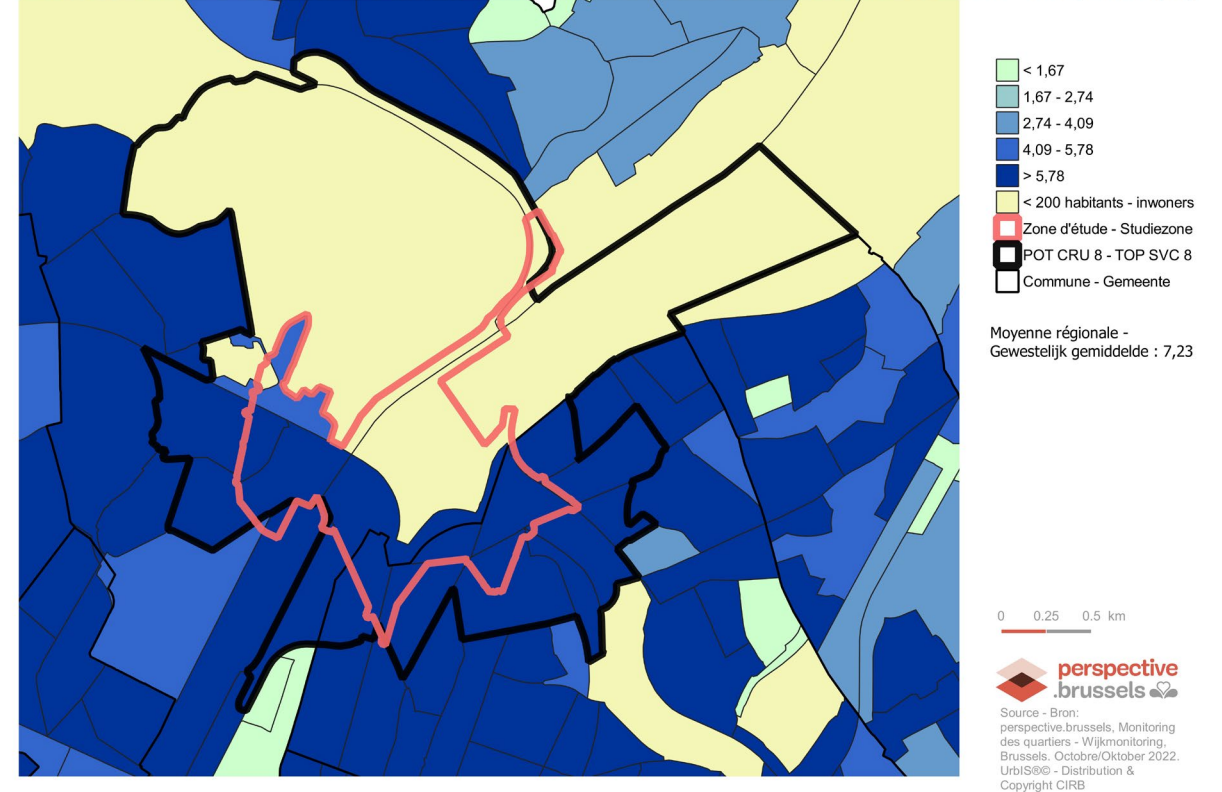 < 1,67
1,67 - 2,74
2,74 - 4,09
4,09 - 5,78
> 5,78
< 200 habitants - inwoners
Zone d'étude - Studiezone
POT CRU 8 - TOP SVC 8
Commune - Gemeente
Moyenne régionale -
Gewestelijk gemiddelde : 7,23
0 0.25 0.5 km
perspective
.brussels
Source - Bron:
perspective.brussels, Monitoring
des quartiers - Wijkmonitoring,
Brussels. Octobre/Oktober 2022.
UrbIS®© - Distribution &
Copyright CIRB